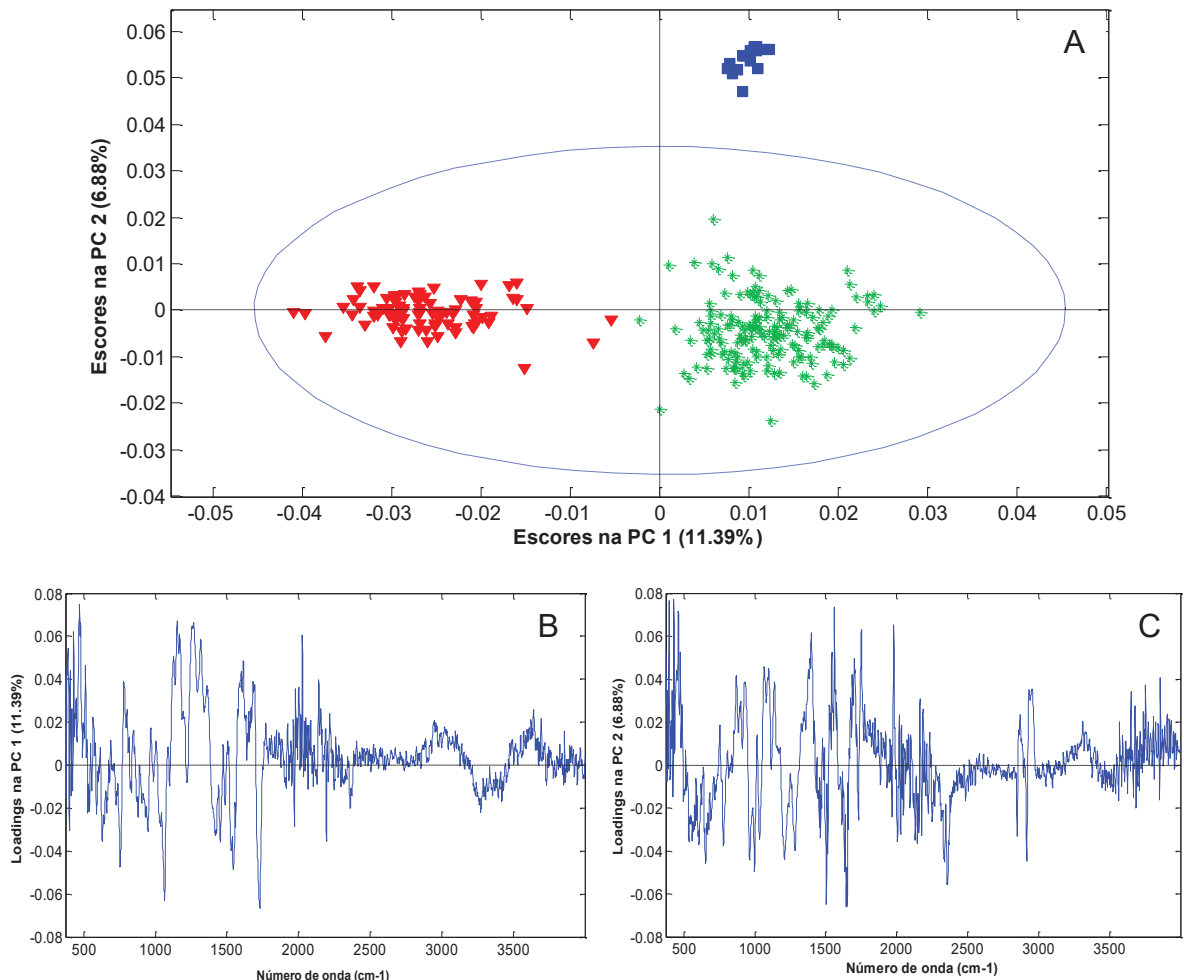 A
0.06
0.05
0.04
0.03
0.02
0.01
0
-0.01
-0.02
-0.03
-0.04
Escores na PC 2 (6.88%)
-0.05 -0.04 -0.03 -0.02 -0.01 0 0.01 0.02 0.03 0.04 0.05
Escores na PC 1 (11.39%)
B
0.08
0.06
0.04
0.02
0
-0.02
-0.04
-0.06
-0.08
Loadings na PC 1 (11.39%)
500 1000 1500 2000 2500 3000 3500
Número de onda (cm-1)
C
0.08
0.06
0.04
0.02
0
-0.02
-0.04
-0.06
-0.08
Loadings na PC 2 (6.88%)
500 1000 1500 2000 2500 3000 3500
Número de onda (cm-1)